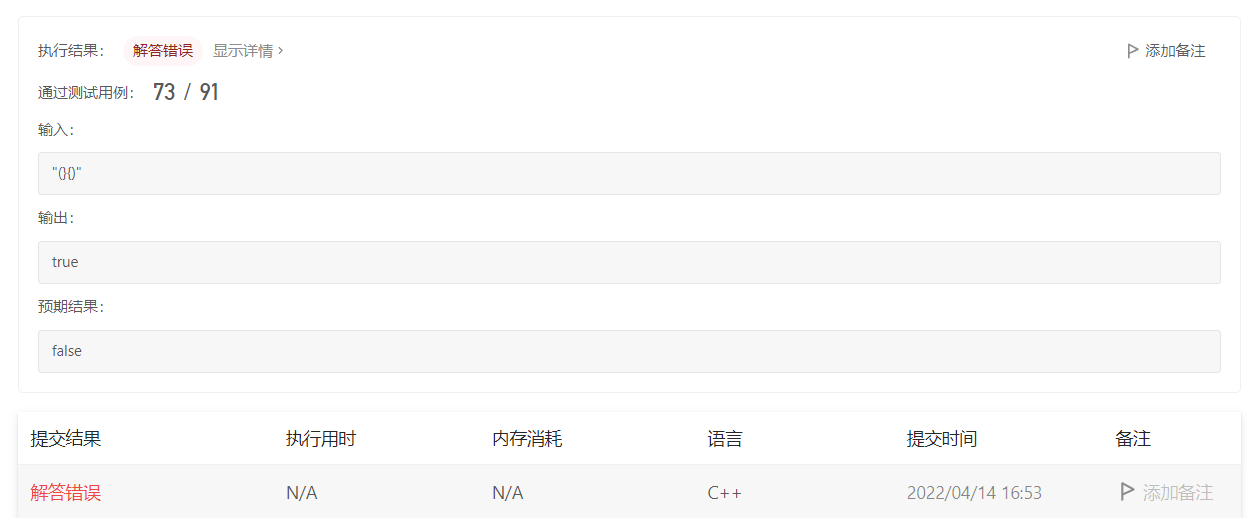 执行结果： 解答错误 显示详情 › 添加备注
通过测试用例： 73 / 91
输入：
"(}{)"
输出：
true
预期结果：
false
提交结果 执行用时 内存消耗 语言 提交时间 备注
解答错误 N/A N/A C++ 2022/04/14 16:53 添加备注